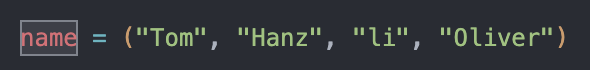 name = ("Tom", "Hanz", "li", "Oliver")